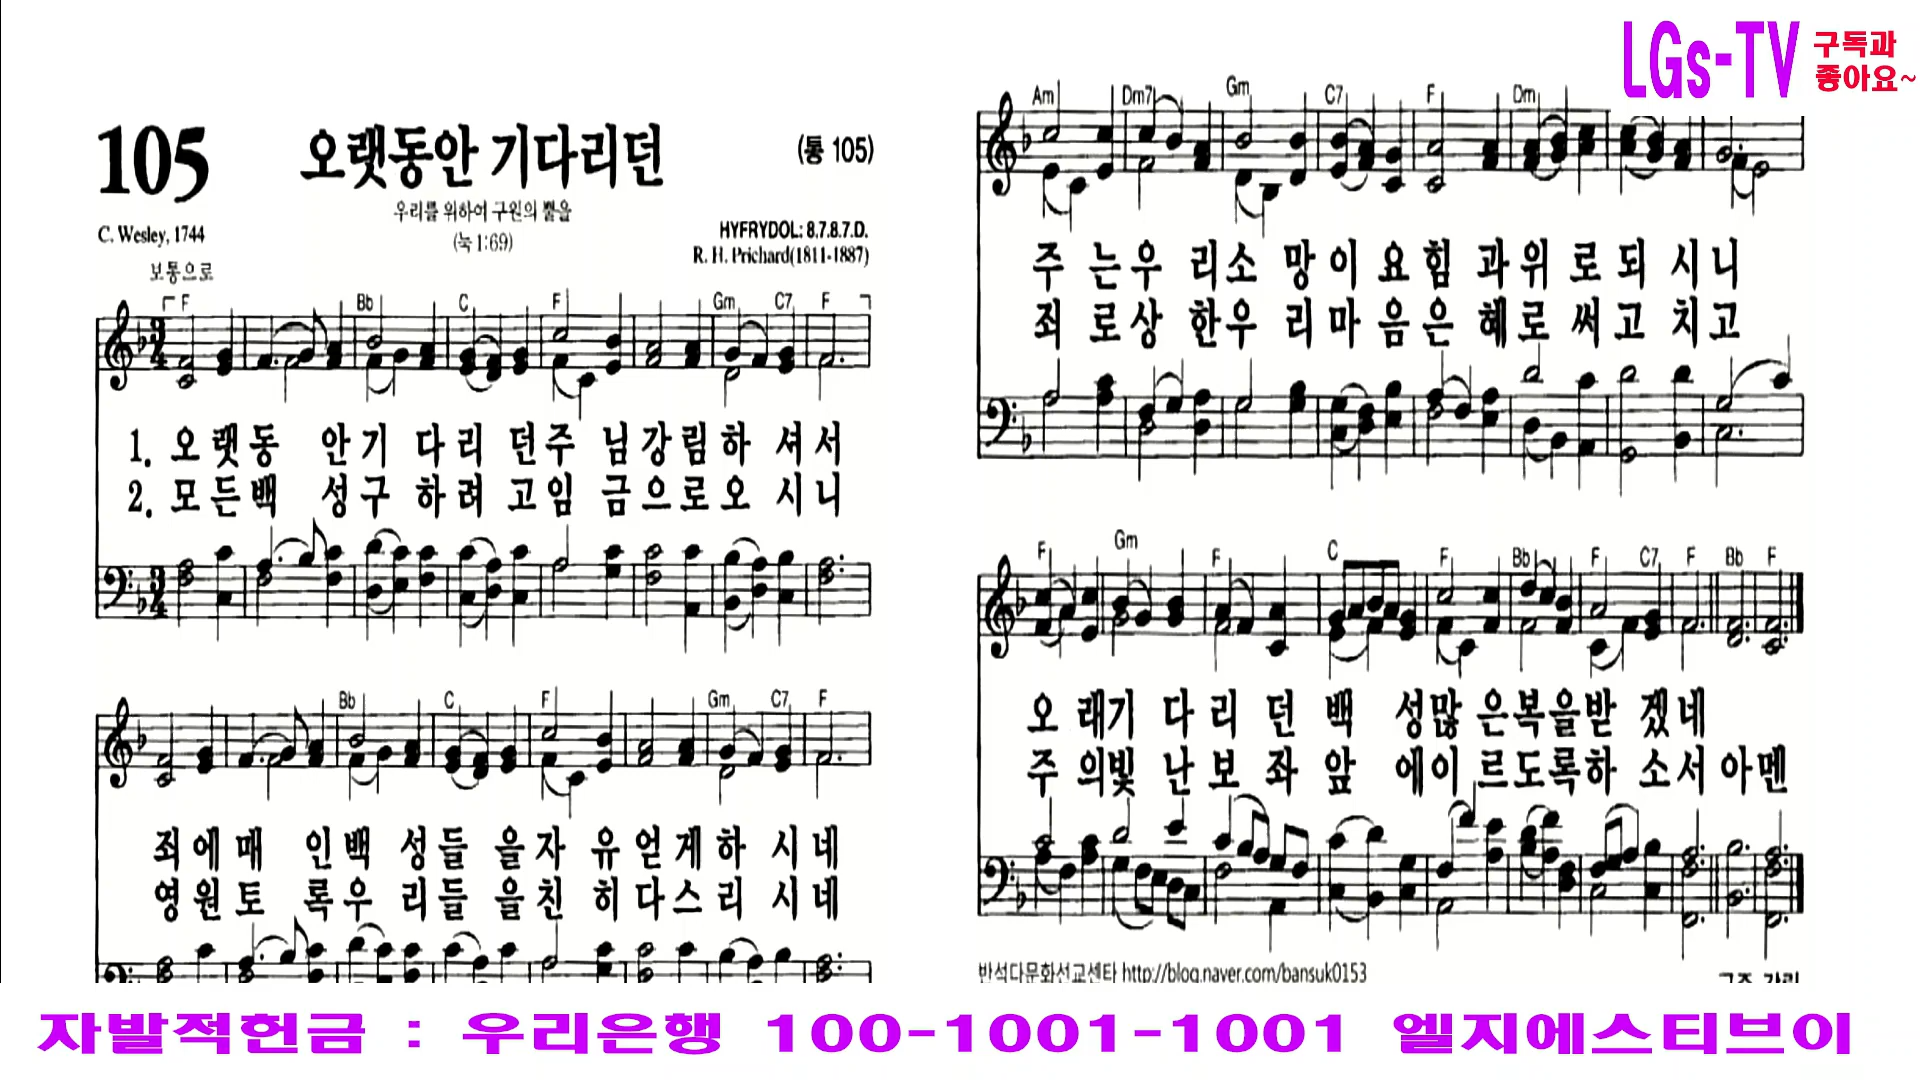 LGs-TV 구독과
좋아요~
105 오랫동안 기다리던 (통 105)
우리를 위하여 구원의 뿔을
(눅 1:69)
C. Wesley, 1744
HYFRYDOL: 8.7.8.7.D.
R. H. Prichard(1811-1887)
보통으로
F Bb C F Gm C7 F
1. 오랫동 안기 다리 던주 님강림하 셔서
2. 모든백 성구 하려 고임 금으로오 시니
Bb C F Gm C7 F
죄에매 인백 성들 을자 유얻게하 시네
영원토 록우 리들 을친 히다스리 시네
Am Dm7 Gm C7 F Dm
주 는우 리소 망이 요힘 과위 로되 시니
죄 로상 한우 리마 음은 혜로 써고 치고
F Gm F C F Bb F C7 F Bb F
오 래기 다리 던 백 성많 은복을받 겠네
주 의빛 난보 좌 앞 에이 르도록하 소서 아멘
반석다문화선교센타 http://blog.naver.com/bansuk0153
자발적헌금 : 우리은행 100-1001-1001 엘지에스티브이